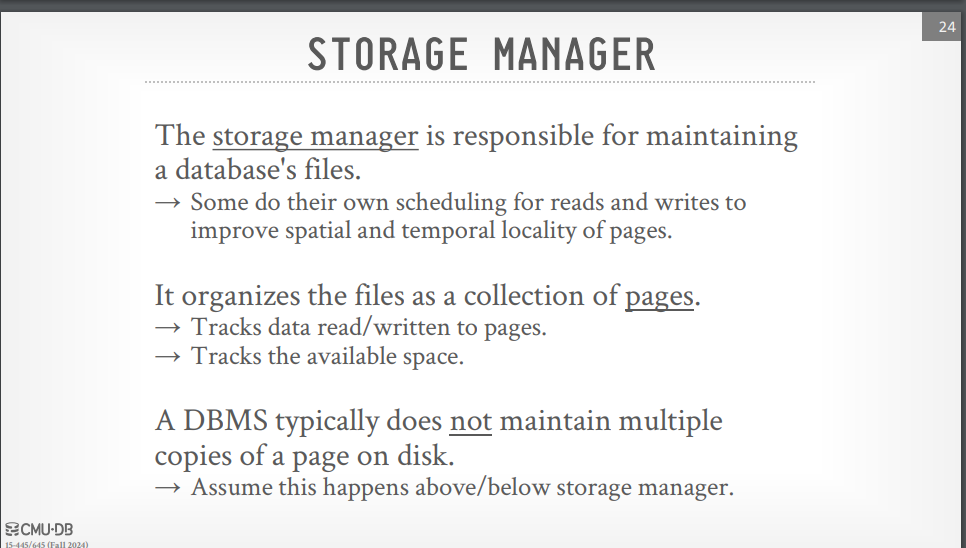 24
STORAGE MANAGER
The storage manager is responsible for maintaining
a database's files.
→ Some do their own scheduling for reads and writes to
improve spatial and temporal locality of pages.
It organizes the files as a collection of pages.
→ Tracks data read/written to pages.
→ Tracks the available space.
A DBMS typically does not maintain multiple
copies of a page on disk.
→ Assume this happens above/below storage manager.
CMU·DB
15-445/645 (Fall 2024)